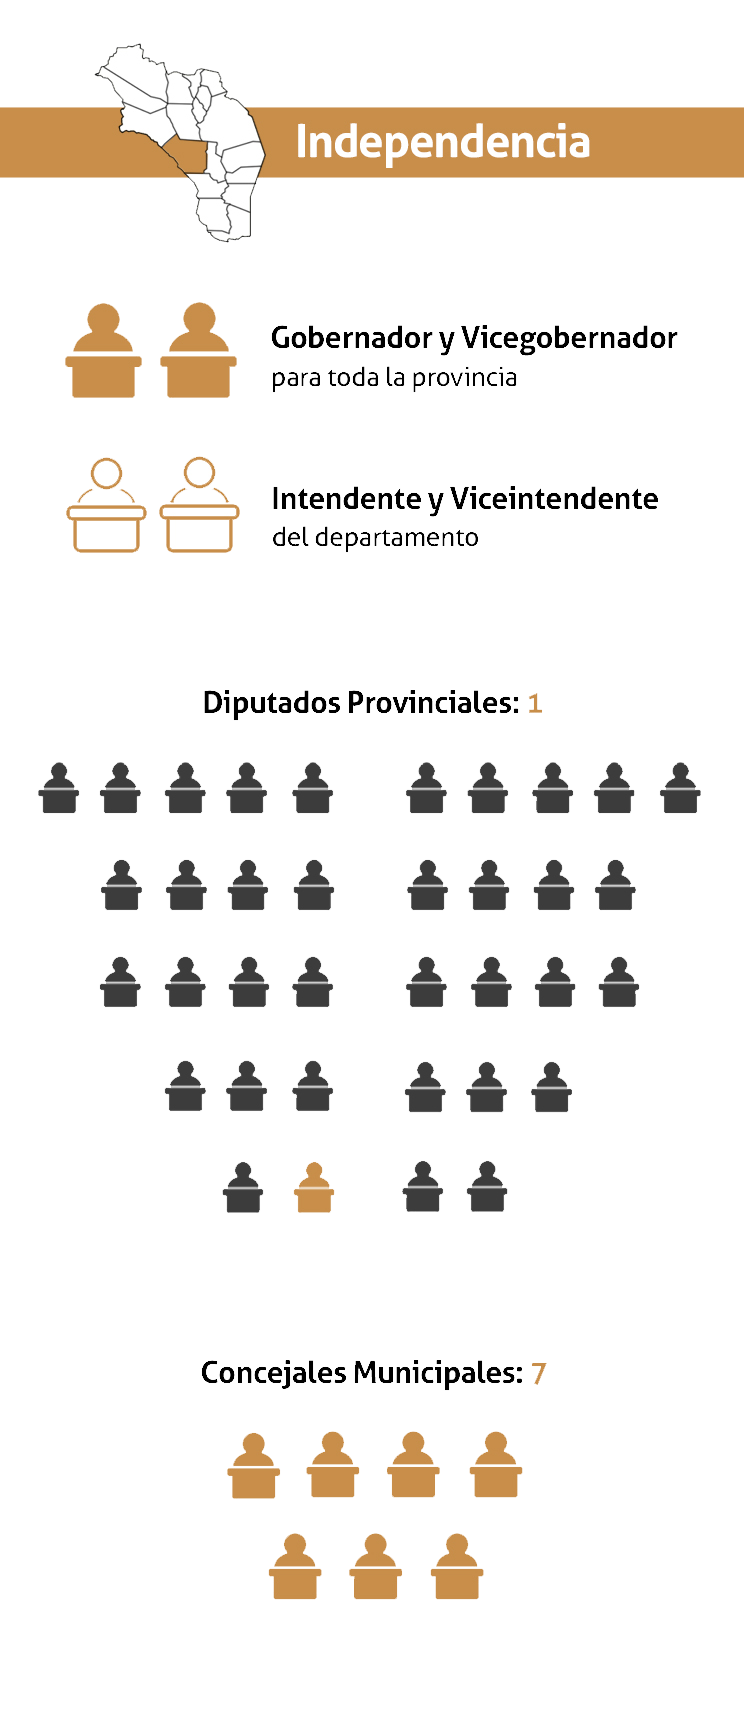 Independencia
Gobernador y Vicegobernador
para toda la provincia
Intendente y Viceintendente
del departamento
Diputados Provinciales: 1
Concejales Municipales: 7